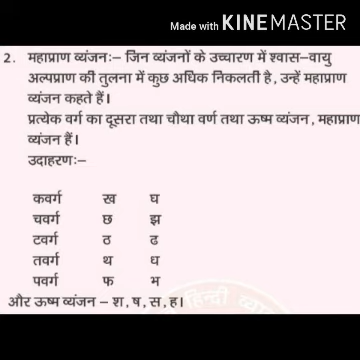 Made with KINEMASTER
2. महाप्राण व्यंजनः– जिन व्यंजनों के उच्चारण में श्वास–वायु
अल्पप्राण की तुलना में कुछ अधिक निकलती है, उन्हें महाप्राण
व्यंजन कहते हैं।
प्रत्येक वर्ग का दूसरा तथा चौथा वर्ण तथा ऊष्म व्यंजन, महाप्राण
व्यंजन हैं।
उदाहरणः–
कवर्ग ख घ
चवर्ग छ झ
टवर्ग ठ ढ
तवर्ग थ ध
पवर्ग फ भ
और ऊष्म व्यंजन – श, ष, स, ह।
हिन्दी